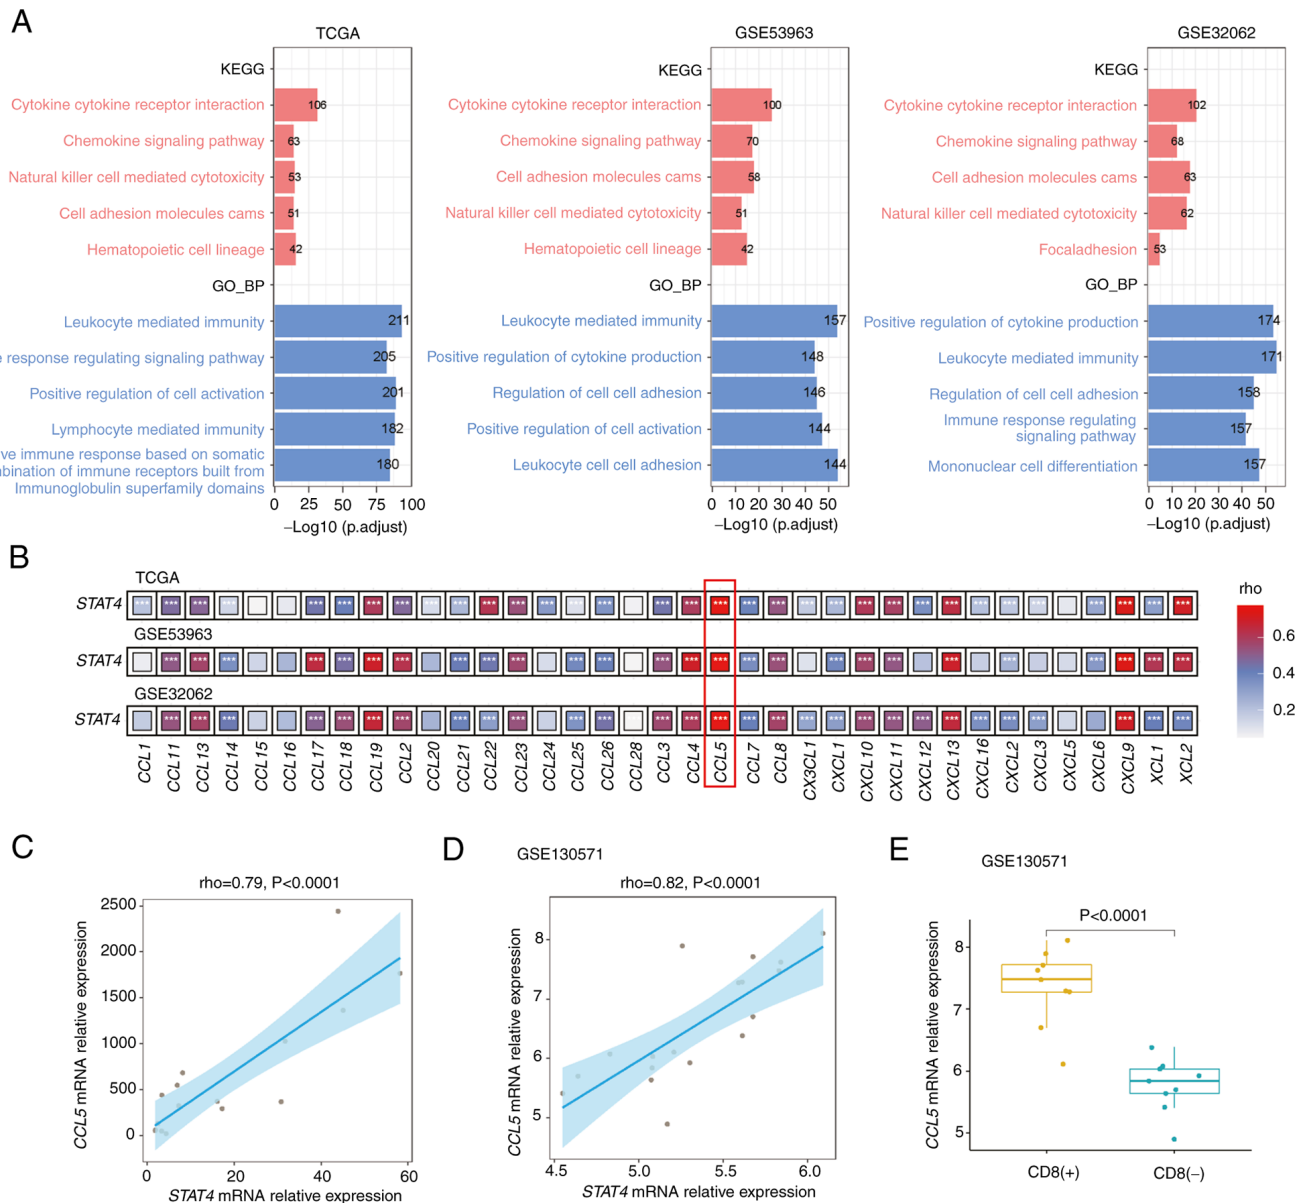 A
TCGA
KEGG
Cytokine cytokine receptor interaction
106
Chemokine signaling pathway
63
Natural killer cell mediated cytotoxicity
53
Cell adhesion molecules cams
51
Hematopoietic cell lineage
42
GO_BP
Leukocyte mediated immunity
211
e response regulating signaling pathway
205
Positive regulation of cell activation
201
Lymphocyte mediated immunity
182
ve immune response based on somatic
mbination of immune receptors built from
Immunoglobulin superfamily domains
180
0 25 50 75 100
−Log10 (p.adjust)
GSE53963
KEGG
Cytokine cytokine receptor interaction
100
Chemokine signaling pathway
70
Cell adhesion molecules cams
58
Natural killer cell mediated cytotoxicity
51
Hematopoietic cell lineage
42
GO_BP
Leukocyte mediated immunity
157
Positive regulation of cytokine production
148
Regulation of cell cell adhesion
146
Positive regulation of cell activation
144
Leukocyte cell cell adhesion
144
0 10 20 30 40 50
−Log10 (p.adjust)
GSE32062
KEGG
Cytokine cytokine receptor interaction
102
Chemokine signaling pathway
68
Cell adhesion molecules cams
63
Natural killer cell mediated cytotoxicity
62
Focaladhesion
53
GO_BP
Positive regulation of cytokine production
174
Leukocyte mediated immunity
171
Regulation of cell cell adhesion
158
Immune response regulating
signaling pathway
157
Mononuclear cell differentiation
157
0 10 20 30 40 50
−Log10 (p.adjust)
B
TCGA
STAT4
GSE53963
STAT4
GSE32062
STAT4
CCL1 CCL11 CCL13 CCL14 CCL15 CCL16 CCL17 CCL18 CCL19 CCL2 CCL20 CCL21 CCL22 CCL23 CCL24 CCL25 CCL26 CCL28 CCL3 CCL4 CCL5 CCL7 CCL8 CX3CL1 CXCL1 CXCL10 CXCL11 CXCL12 CXCL13 CXCL16 CXCL2 CXCL3 CXCL5 CXCL6 CXCL9 XCL1 XCL2
rho
0.6
0.4
0.2
C
rho=0.79, P<0.0001
CCL5 mRNA relative expression
2500
2000
1500
1000
500
0
0 20 40 60
STAT4 mRNA relative expression
D
GSE130571
rho=0.82, P<0.0001
CCL5 mRNA relative expression
8
7
6
5
4.5 5.0 5.5 6.0
STAT4 mRNA relative expression
E
GSE130571
P<0.0001
CCL5 mRNA relative expression
8
7
6
5
CD8(+) CD8(−)